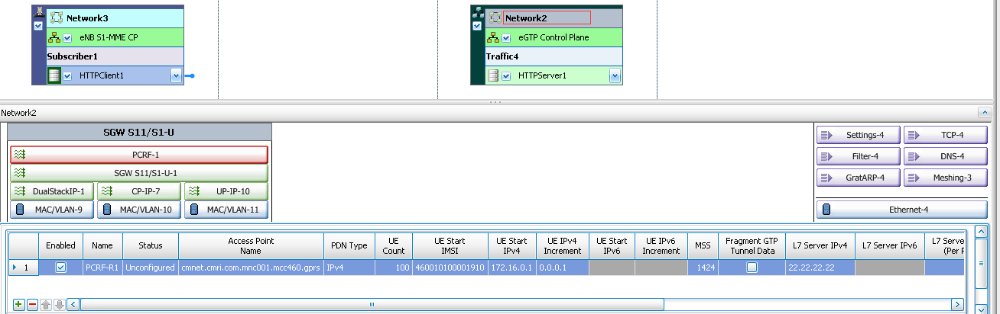 Network3
eNB S1-MME CP
Subscriber1
HTTPClient1
Network2
eGTP Control Plane
Traffic4
HTTPServer1
Network2
SGW S11/S1-U
PCRF-1
SGW S11/S1-U-1
DualStackIP-1 CP-IP-7 UP-IP-10
MAC/VLAN-9 MAC/VLAN-10 MAC/VLAN-11
Settings-4 TCP-4
Filter-4 DNS-4
GratARP-4 Meshing-3
Ethernet-4
Enabled Name Status Access Point Name PDN Type UE Count UE Start IMSI UE Start IPv4 UE IPv4 Increment UE Start IPv6 UE IPv6 Increment MSS Fragment GTP Tunnel Data L7 Server IPv4 L7 Server IPv6 L7 Serve (Per F
1 PCRF-R1 Unconfigured cmnet.cmri.com.mnc001.mcc460.gprs IPv4 100 460010100001910 172.16.0.1 0.0.0.1 1424 22.22.22.22